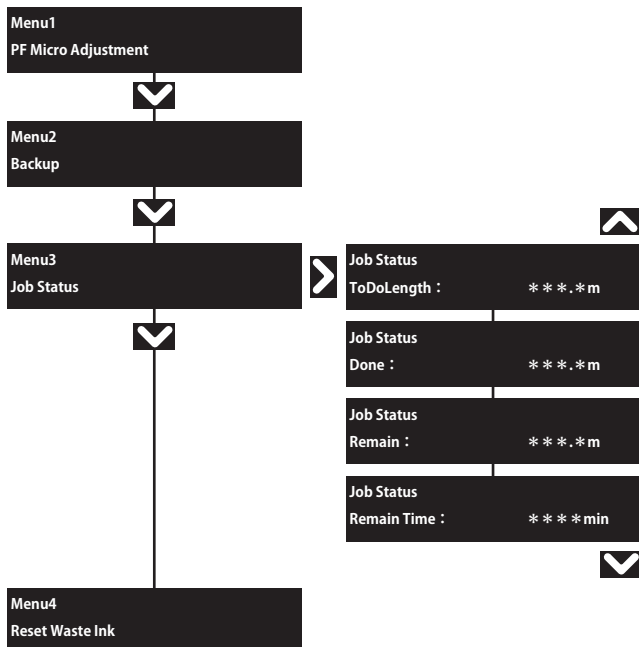 Menu1
PF Micro Adjustment
Menu2
Backup
Menu3
Job Status
Job Status
ToDoLength： ＊＊＊.＊m
Job Status
Done： ＊＊＊.＊m
Job Status
Remain： ＊＊＊.＊m
Job Status
Remain Time： ＊＊＊＊min
Menu4
Reset Waste Ink